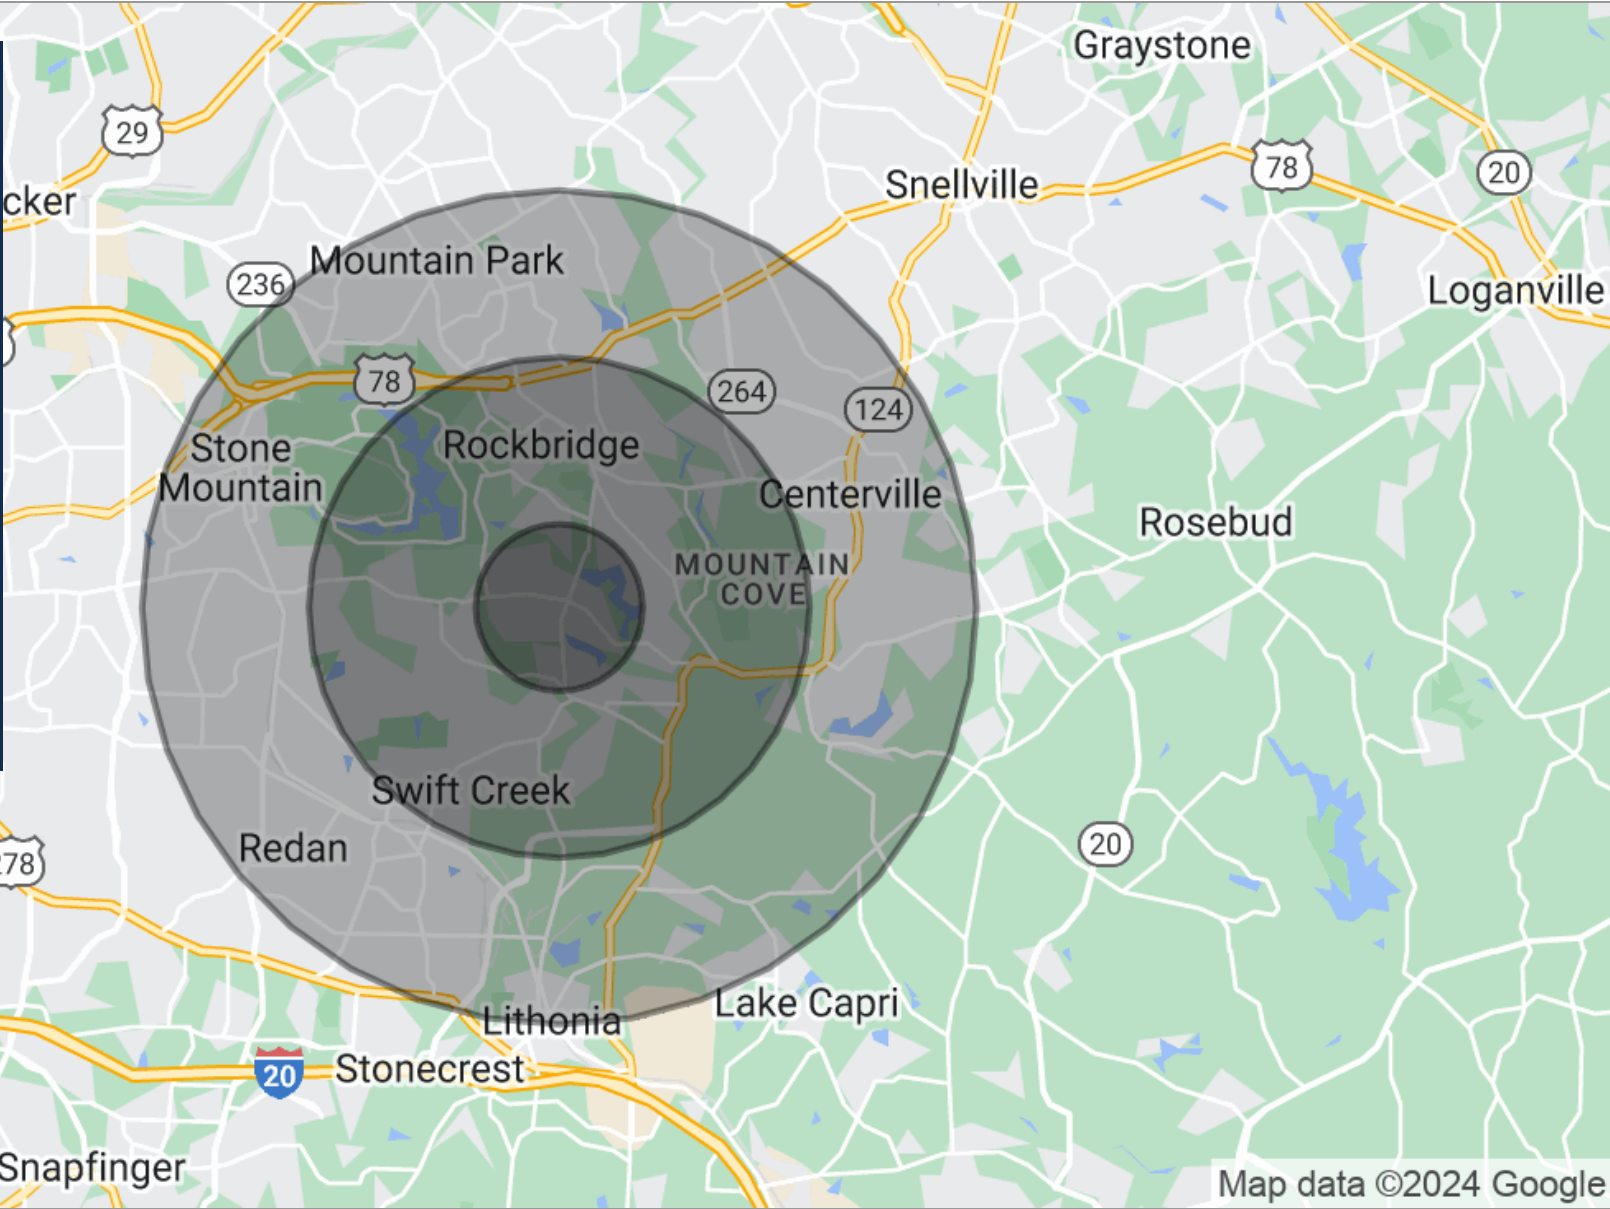 Graystone
29
78
20
cker
Snellville
Mountain Park
236
Loganville
78
264
124
Stone
Mountain
Rockbridge
Centerville
Rosebud
MOUNTAIN
COVE
Swift Creek
Redan
278
20
Lithonia
Lake Capri
20
Stonecrest
Snapfinger
Map data ©2024 Google